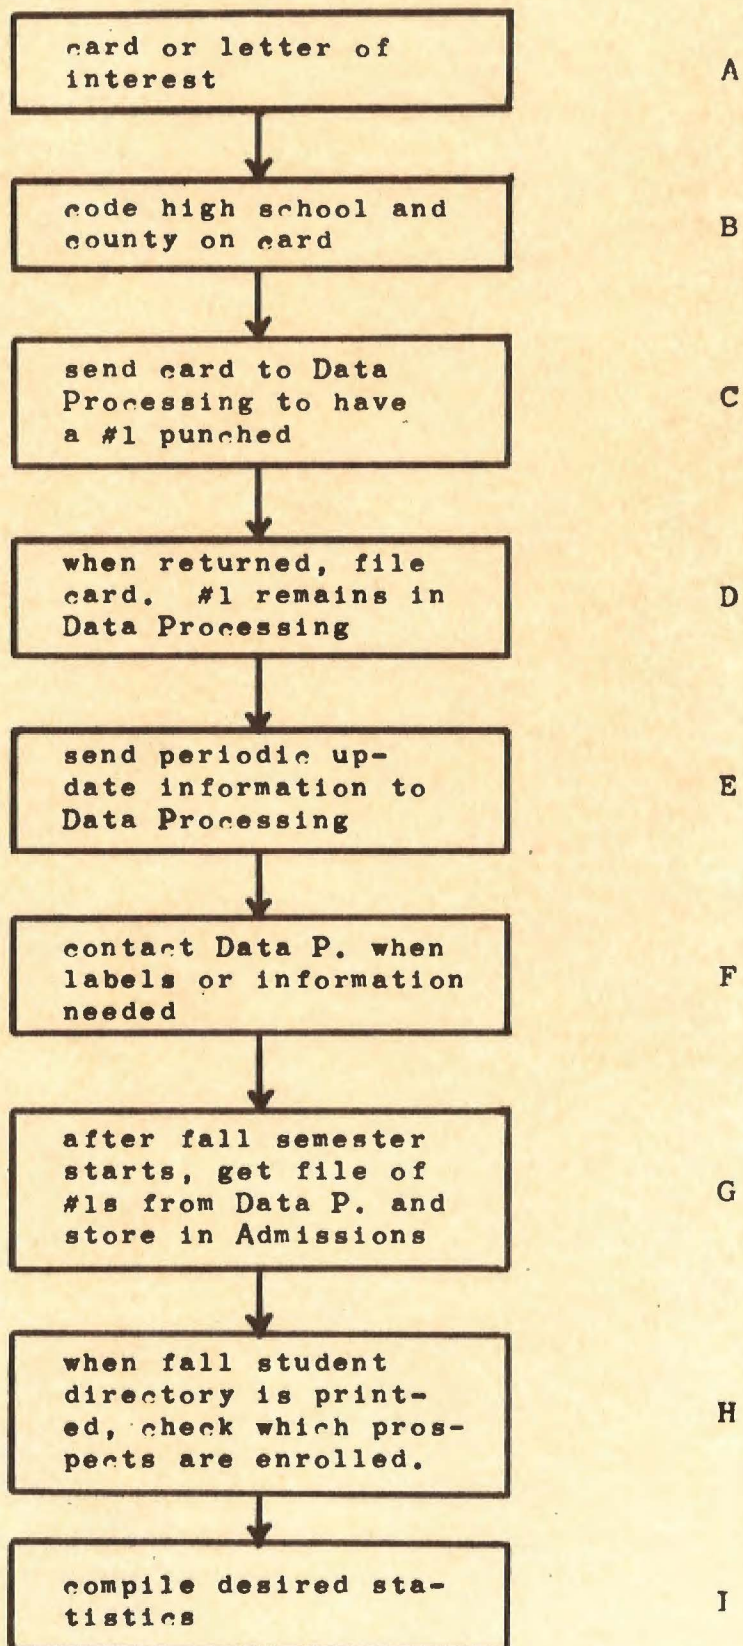 card or letter of
interest
A
code high school and
county on card
B
send card to Data
Processing to have
a #1 punched
C
when returned, file
card.  #1 remains in
Data Processing
D
send periodic up-
date information to
Data Processing
E
contact Data P. when
labels or information
needed
F
after fall semester
starts, get file of
#1s from Data P. and
store in Admissions
G
when fall student
directory is print-
ed, check which pros-
pects are enrolled.
H
compile desired sta-
tistics
I